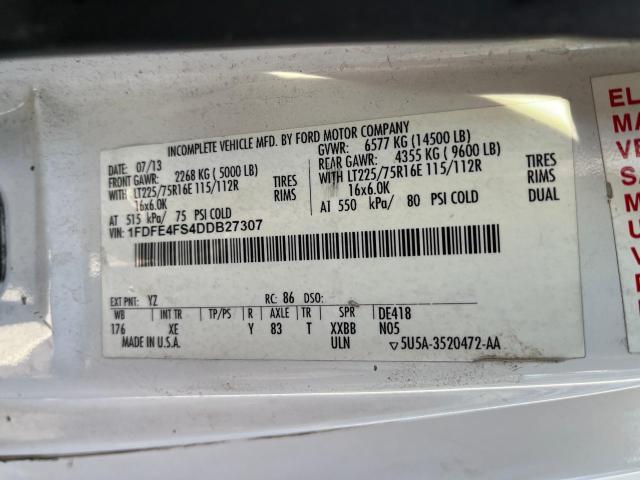 INCOMPLETE VEHICLE MFD. BY FORD MOTOR COMPANY
DATE: 07/13
GVWR: 6577 KG (14500 LB)
FRONT GAWR: 2268 KG (5000 LB)
REAR GAWR: 4355 KG (9600 LB)
WITH LT225/75R16E 115/112R TIRES
WITH LT225/75R16E 115/112R TIRES
16x6.0K RIMS
16x6.0K RIMS
AT 515 kPa/ 75 PSI COLD
AT 550 kPa/ 80 PSI COLD DUAL
VIN: 1FDFE4FS4DDB27307
EXT PNT: YZ RC: 86 DSO:
WB INT TR TP/PS R AXLE TR SPR DE418
176 XE Y 83 T XXBB N05
MADE IN U.S.A. ULN ▽5U5A-3520472-AA
EL
MA
VE